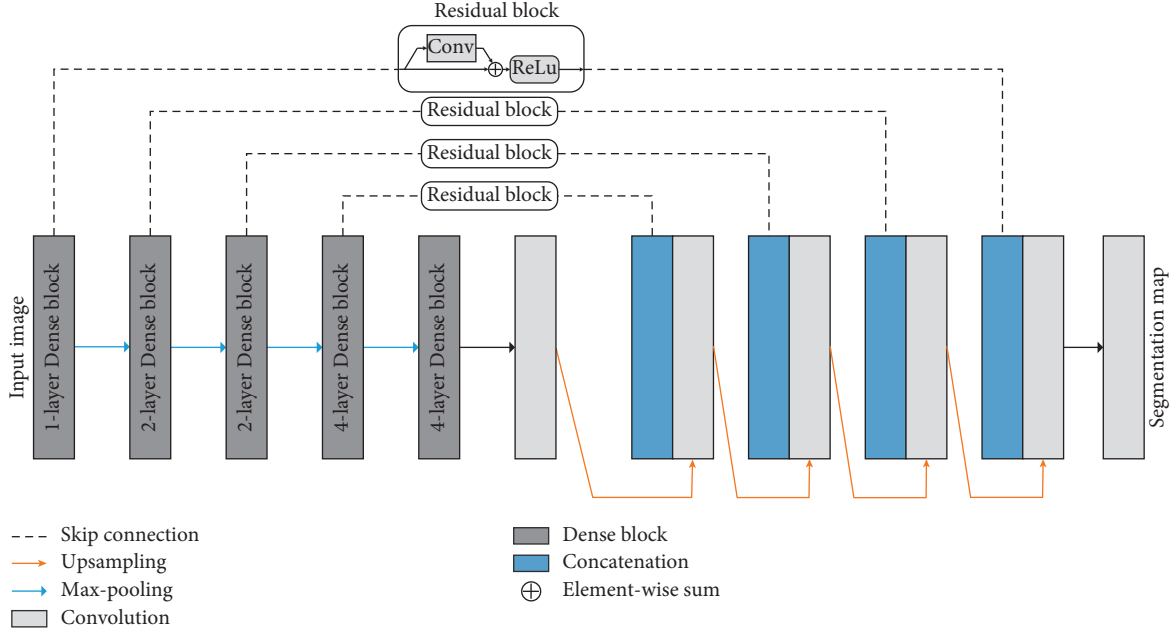 Residual block
Conv
ReLu
Residual block
Residual block
Residual block
Input image
1-layer Dense block
2-layer Dense block
2-layer Dense block
4-layer Dense block
4-layer Dense block
Segmentation map
Skip connection
Upsampling
Max-pooling
Convolution
Dense block
Concatenation
Element-wise sum